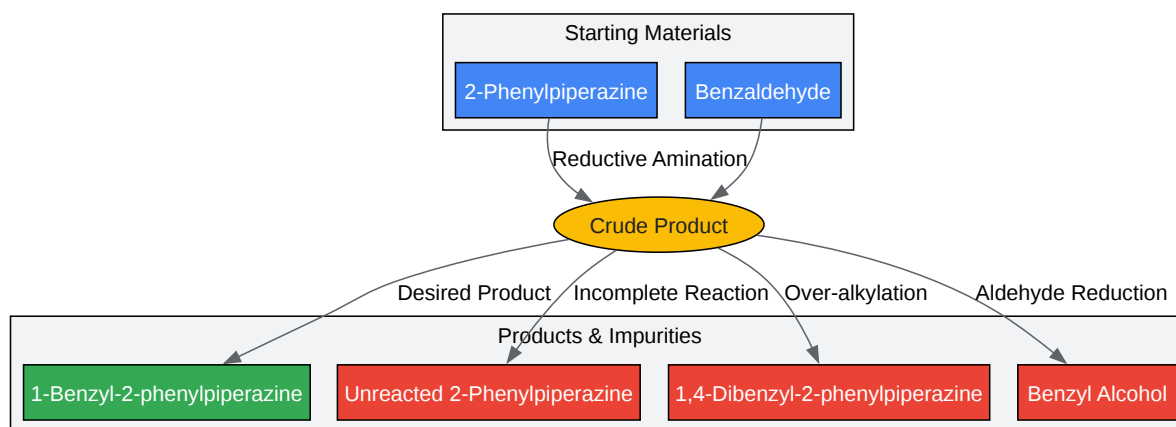 Starting Materials
2-Phenylpiperazine
Benzaldehyde
Reductive Amination
Crude Product
Desired Product
Incomplete Reaction
Over-alkylation
Aldehyde Reduction
Products & Impurities
1-Benzyl-2-phenylpiperazine
Unreacted 2-Phenylpiperazine
1,4-Dibenzyl-2-phenylpiperazine
Benzyl Alcohol